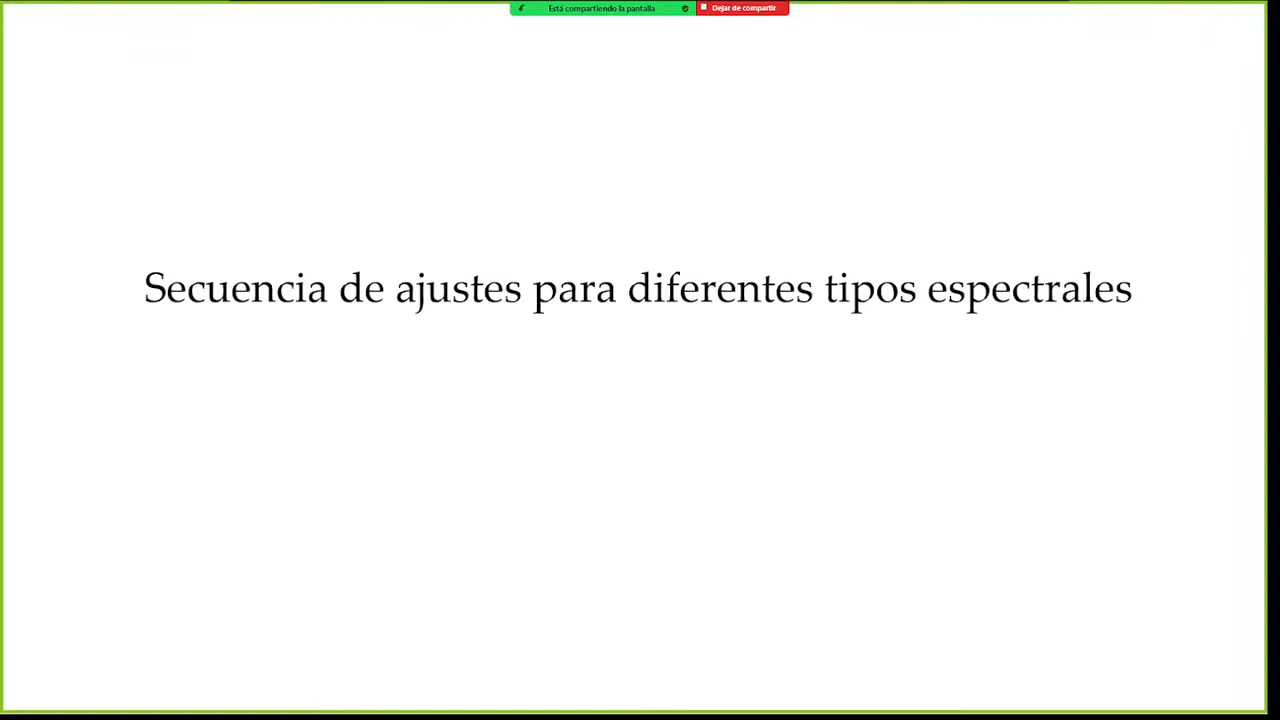 Está compartiendo la pantalla Dejar de compartir
Secuencia de ajustes para diferentes tipos espectrales